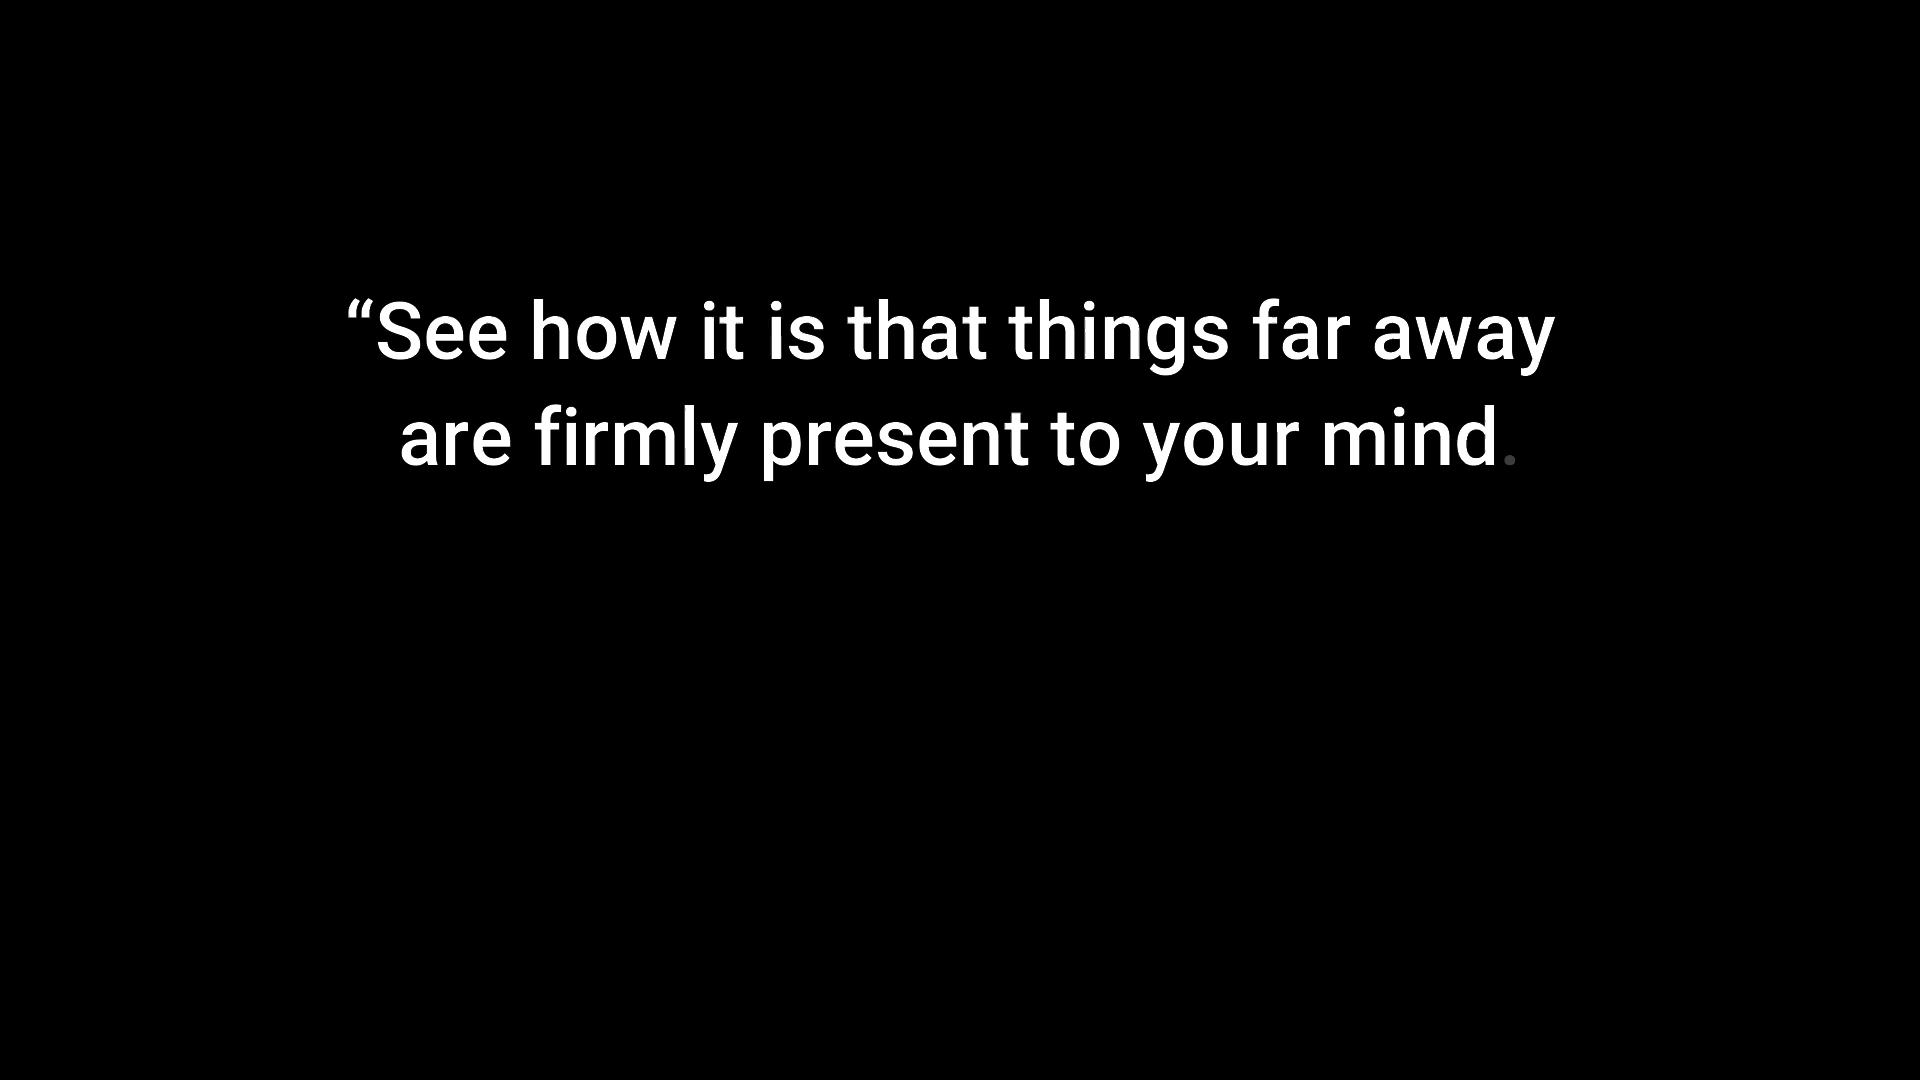 “See how it is that things far away
are firmly present to your mind.